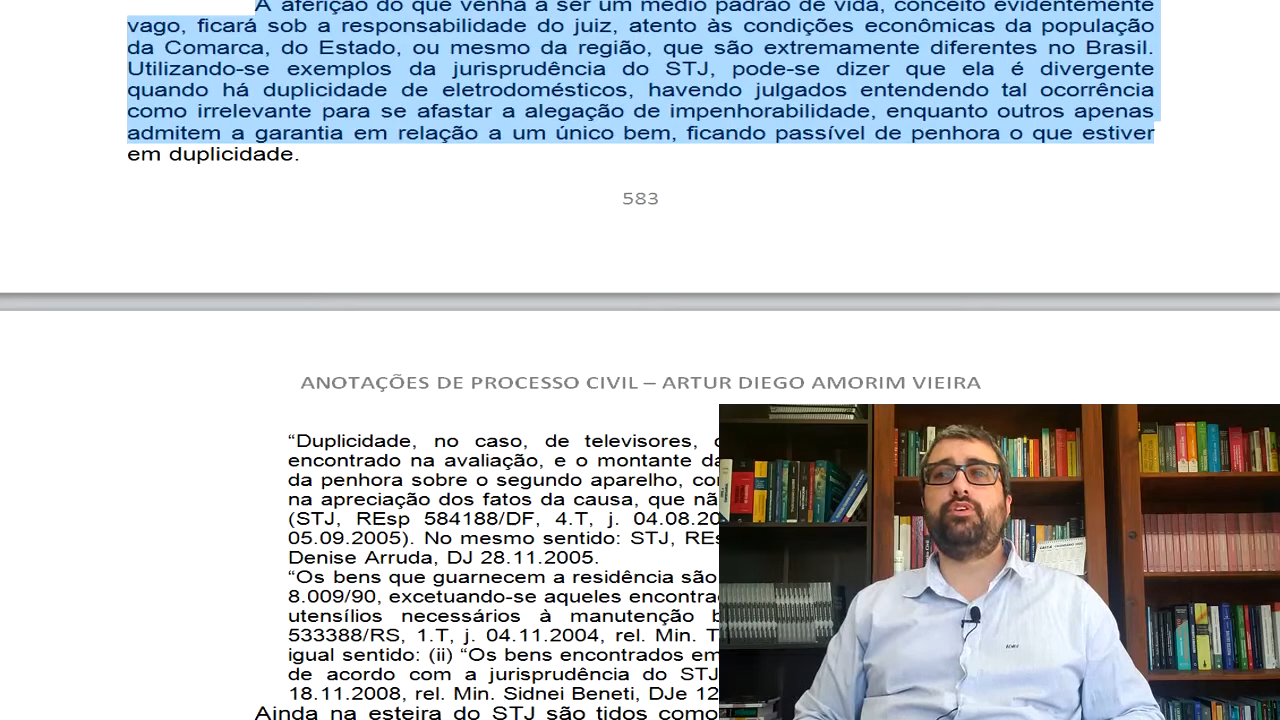 A aferição do que venha a ser um médio padrão de vida, conceito evidentemente
vago, ficará sob a responsabilidade do juiz, atento às condições econômicas da população
da Comarca, do Estado, ou mesmo da região, que são extremamente diferentes no Brasil.
Utilizando-se exemplos da jurisprudência do STJ, pode-se dizer que ela é divergente
quando há duplicidade de eletrodomésticos, havendo julgados entendendo tal ocorrência
como irrelevante para se afastar a alegação de impenhorabilidade, enquanto outros apenas
admitem a garantia em relação a um único bem, ficando passível de penhora o que estiver
em duplicidade.
583
ANOTAÇÕES DE PROCESSO CIVIL – ARTUR DIEGO AMORIM VIEIRA
“Duplicidade, no caso, de televisores,
encontrado na avaliação, e o montante
da penhora sobre o segundo aparelho,
na apreciação dos fatos da causa, que
(STJ, REsp 584188/DF, 4.T, j. 04.08.20
05.09.2005). No mesmo sentido: STJ,
Denise Arruda, DJ 28.11.2005.
“Os bens que guarnecem a residência são
8.009/90, excetuando-se aqueles
utensílios necessários à manutenção
533388/RS, 1.T, j. 04.11.2004, rel. Min. T
igual sentido: (ii) “Os bens encontrados em
de acordo com a jurisprudência do STJ
18.11.2008, rel. Min. Sidnei Beneti, DJe 12
Ainda na esteira do STJ são tidos como